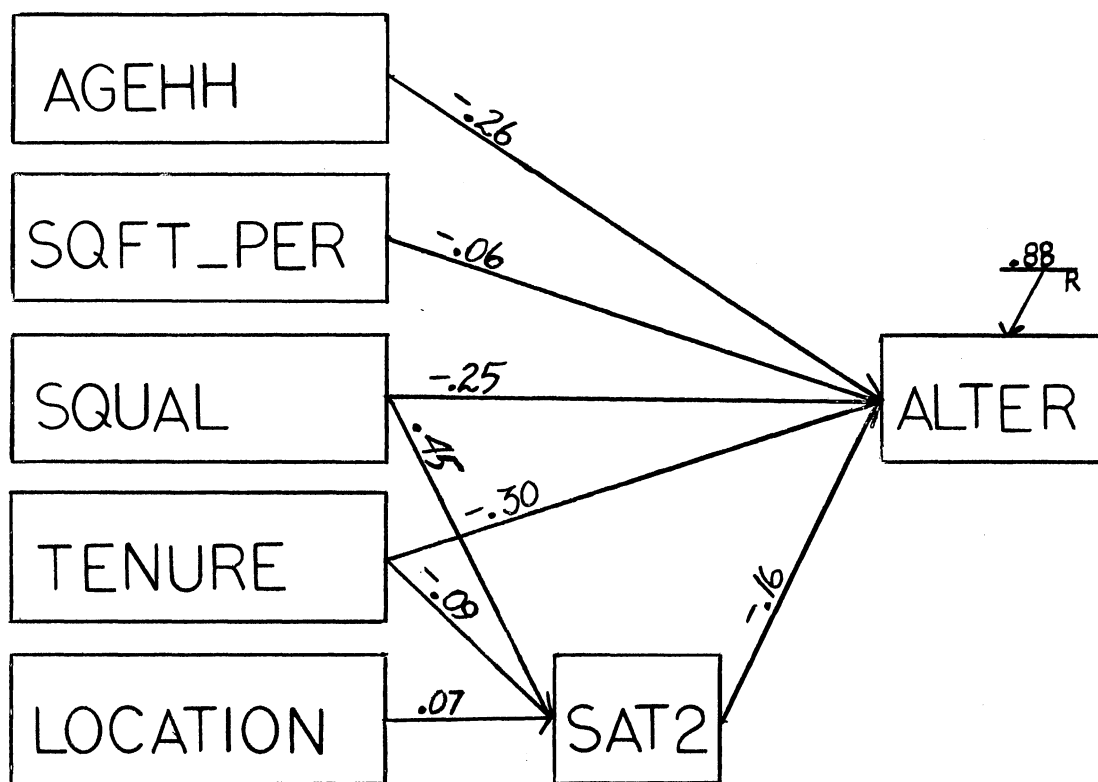 AGEHH
-.26
SQFT_PER
-.06
.88
R
SQUAL
-.25
ALTER
.45
-.30
TENURE
-.09
-.16
LOCATION
.07
SAT2